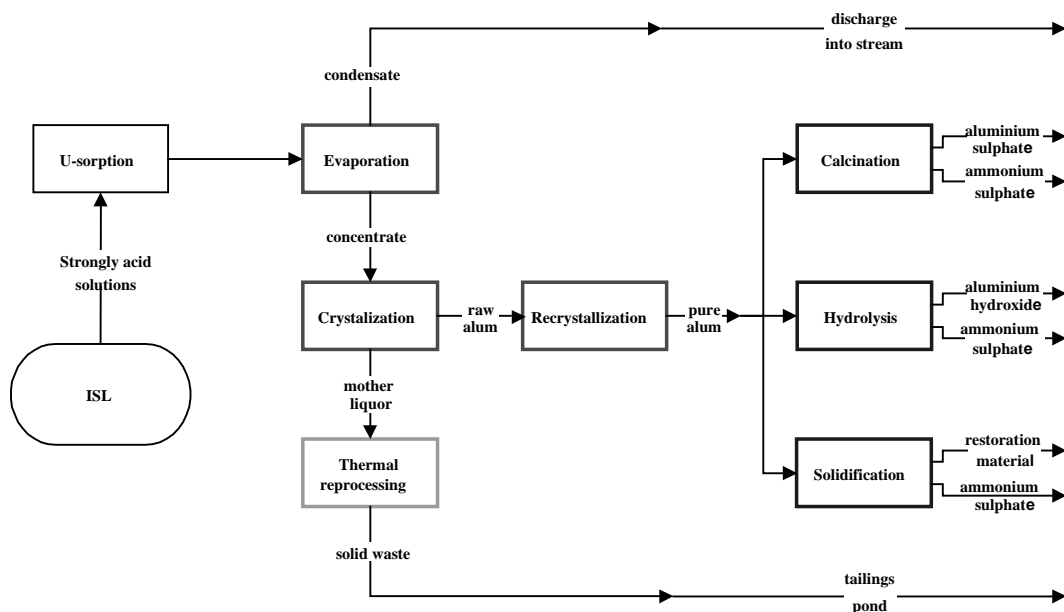 discharge
into stream
condensate
U-sorption
Evaporation
Calcination
aluminium
sulphate
ammonium
sulphate
concentrate
Strongly acid
solutions
Crystalization
raw
alum
Recrystallization
pure
alum
Hydrolysis
aluminium
hydroxide
ammonium
sulphate
ISL
mother
liquor
Thermal
reprocessing
Solidification
restoration
material
ammonium
sulphate
solid waste
tailings
pond